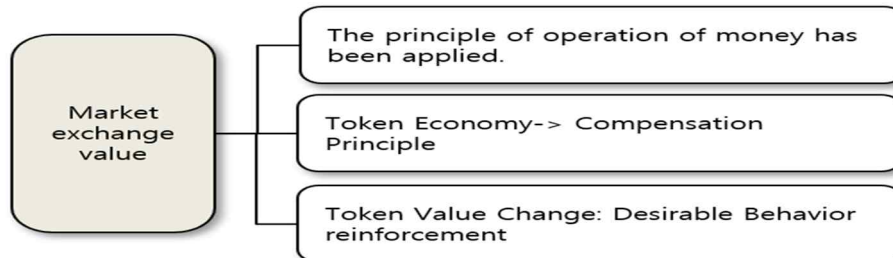 Market
exchange
value
The principle of operation of money has
been applied.
Token Economy-> Compensation
Principle
Token Value Change: Desirable Behavior
reinforcement